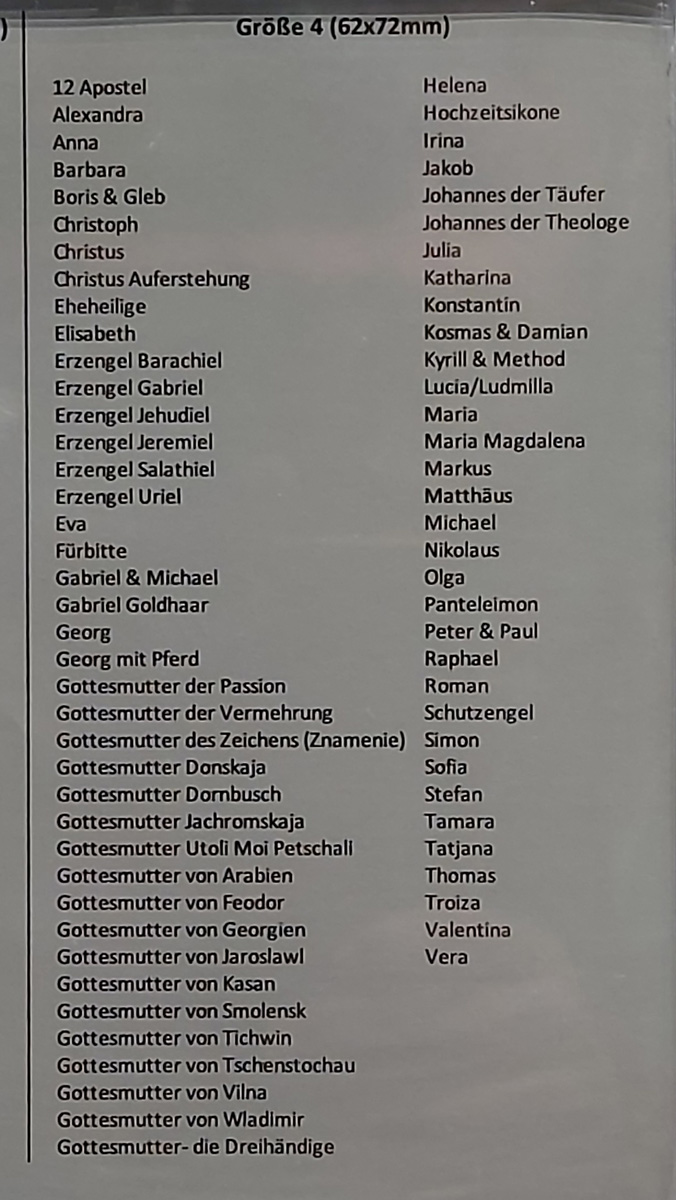 )
Größe 4 (62x72mm)
12 Apostel
Alexandra
Anna
Barbara
Boris & Gleb
Christoph
Christus
Christus Auferstehung
Eheheilige
Elisabeth
Erzengel Barachiel
Erzengel Gabriel
Erzengel Jehudiel
Erzengel Jeremiel
Erzengel Salathiel
Erzengel Uriel
Eva
Fürbitte
Gabriel & Michael
Gabriel Goldhaar
Georg
Georg mit Pferd
Gottesmutter der Passion
Gottesmutter der Vermehrung
Gottesmutter des Zeichens (Znamenie)
Gottesmutter Donskaja
Gottesmutter Dornbusch
Gottesmutter Jachromskaja
Gottesmutter Utoli Moi Petschali
Gottesmutter von Arabien
Gottesmutter von Feodor
Gottesmutter von Georgien
Gottesmutter von Jaroslawl
Gottesmutter von Kasan
Gottesmutter von Smolensk
Gottesmutter von Tichwin
Gottesmutter von Tschenstochau
Gottesmutter von Vilna
Gottesmutter von Wladimir
Gottesmutter- die Dreihändige
Helena
Hochzeitsikone
Irina
Jakob
Johannes der Täufer
Johannes der Theologe
Julia
Katharina
Konstantin
Kosmas & Damian
Kyrill & Method
Lucia/Ludmilla
Maria
Maria Magdalena
Markus
Matthäus
Michael
Nikolaus
Olga
Panteleimon
Peter & Paul
Raphael
Roman
Schutzengel
Simon
Sofia
Stefan
Tamara
Tatjana
Thomas
Troiza
Valentina
Vera